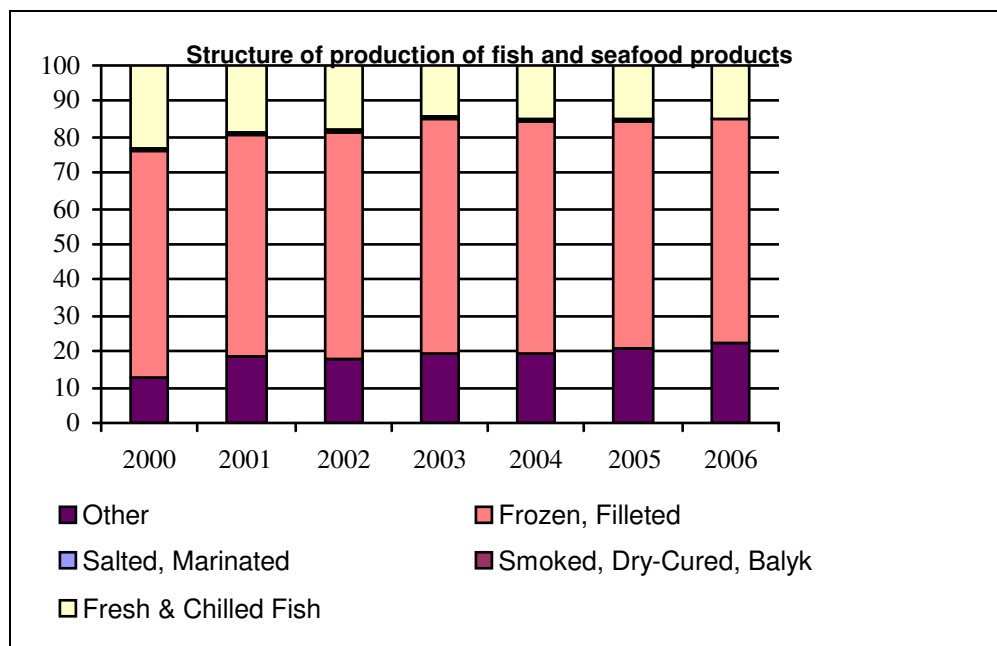 Structure of production of fish and seafood products
100
90
80
70
60
50
40
30
20
10
0
2000 2001 2002 2003 2004 2005 2006
Other Frozen, Filleted
Salted, Marinated Smoked, Dry-Cured, Balyk
Fresh & Chilled Fish